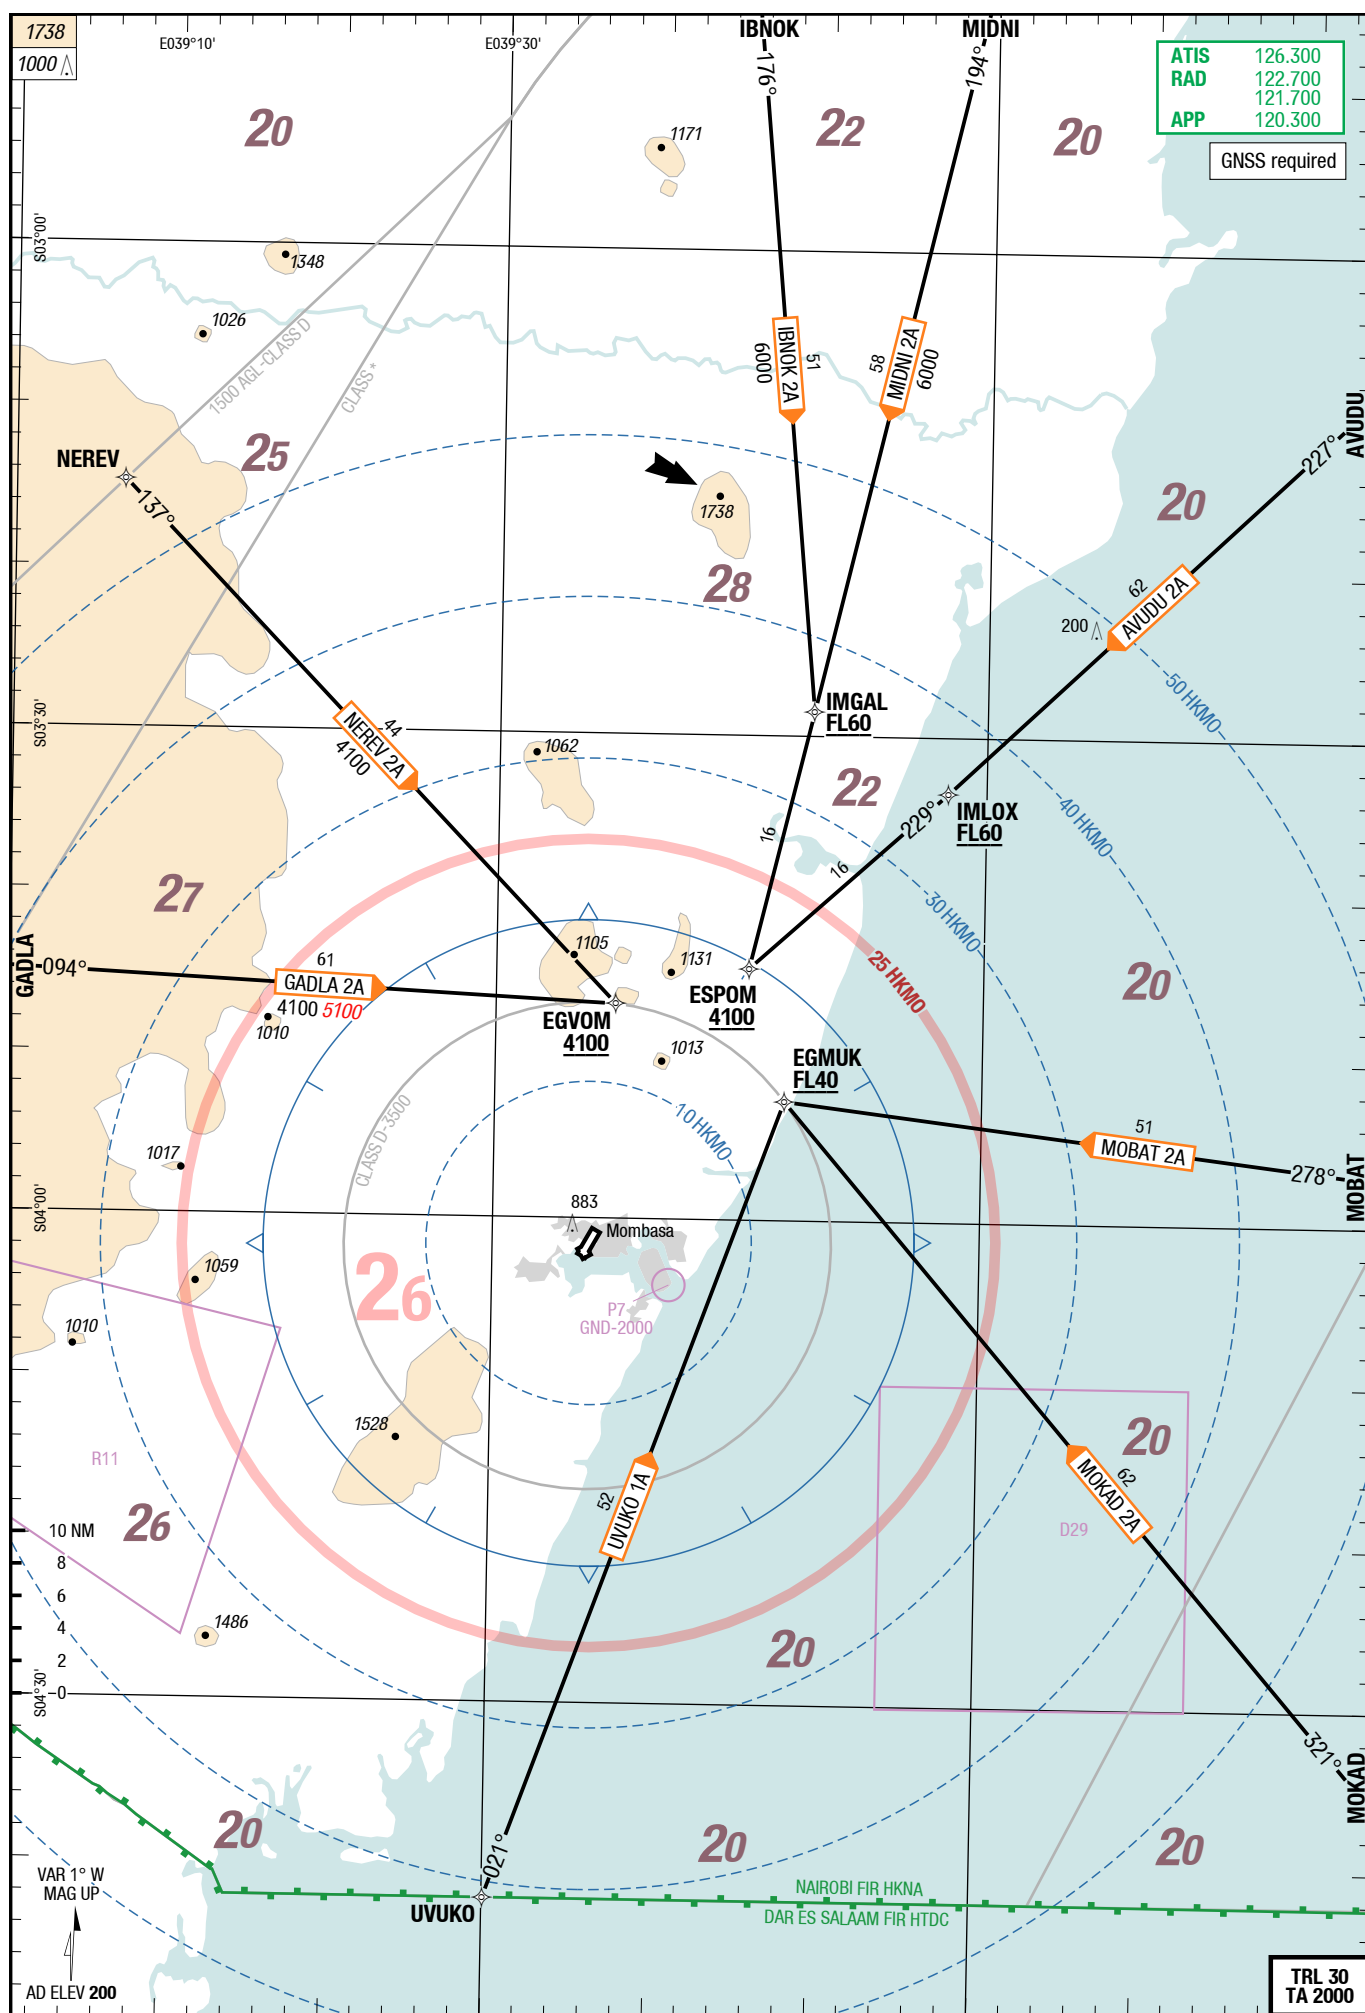 1738
1000
E039°10'
E039°30'
IBNOK
MIDNI
176°
194°
ATIS 126.300
RAD 122.700
121.700
APP 120.300
GNSS required
20
22
20
1171
S03°00'
1348
1026
1500 AGL-CLASS D
CLASS *
IBNOK 2A
6000
51
58
MIDNI 2A
6000
AVUDU
227°
25
NEREV
137°
1738
20
28
62
AVUDU 2A
200
50 HKMO
S03°30'
44
NEREV 2A
4100
1062
IMGAL
FL60
22
IMLOX
FL60
229°
16
16
40 HKMO
30 HKMO
25 HKMO
27
GADLA
094°
61
GADLA 2A
4100 5100
1010
1105
1131
EGVOM
4100
ESPOM
4100
20
1013
EGMUK
FL40
CLASS D-3500
10 HKMO
51
MOBAT 2A
278°
MOBAT
1017
S04°00'
883
Mombasa
1059
26
P7
GND-2000
1010
1528
R11
26
20
52
UVUKO 1A
62
MOKAD 2A
D29
10 NM
8
6
4
2
0
1486
20
S04°30'
321°
MOKAD
20
20
20
021°
VAR 1° W
MAG UP
NAIROBI FIR HKNA
UVUKO
DAR ES SALAAM FIR HTDC
AD ELEV 200
TRL 30
TA 2000